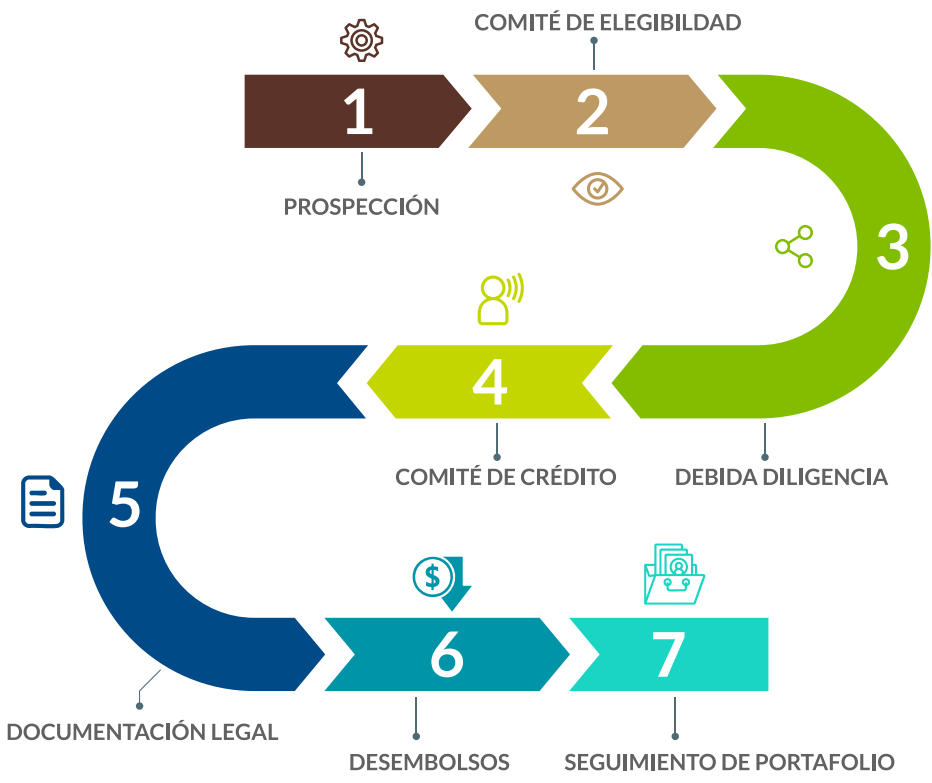 COMITÉ DE ELEGIBILDAD
1
2
PROSPECCIÓN
3
4
COMITÉ DE CRÉDITO
DEBIDA DILIGENCIA
5
$
6
7
DOCUMENTACIÓN LEGAL
DESEMBOLSOS
SEGUIMIENTO DE PORTAFOLIO